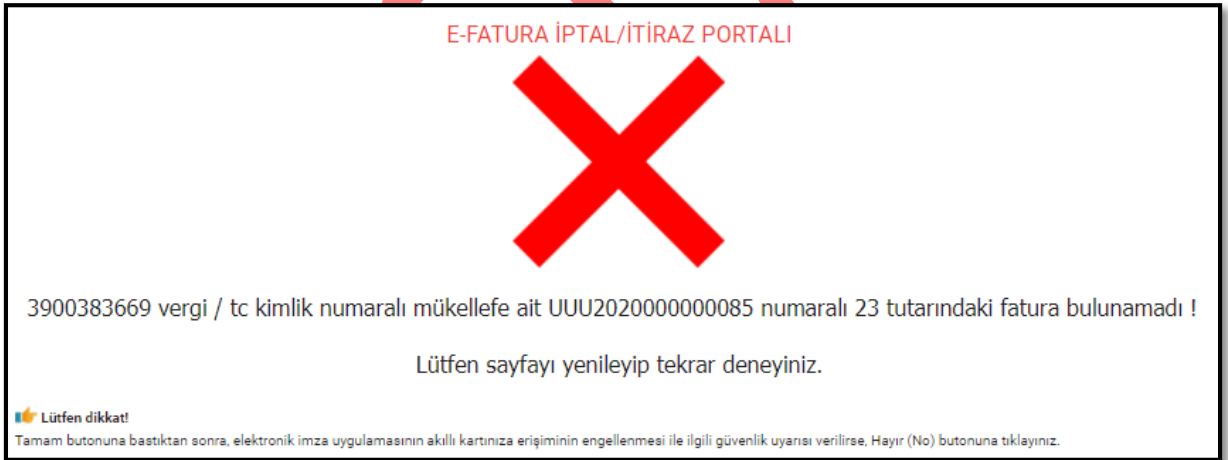 E-FATURA İPTAL/İTİRAZ PORTALI
3900383669 vergi / tc kimlik numaralı mükellefe ait UUU2020000000085 numaralı 23 tutarındaki fatura bulunamadı !
Lütfen sayfayı yenileyip tekrar deneyiniz.
Lütfen dikkat!
Tamam butonuna bastıktan sonra, elektronik imza uygulamasının akıllı kartınıza erişiminin engellenmesi ile ilgili güvenlik uyarısı verilirse, Hayır (No) butonuna tıklayınız.